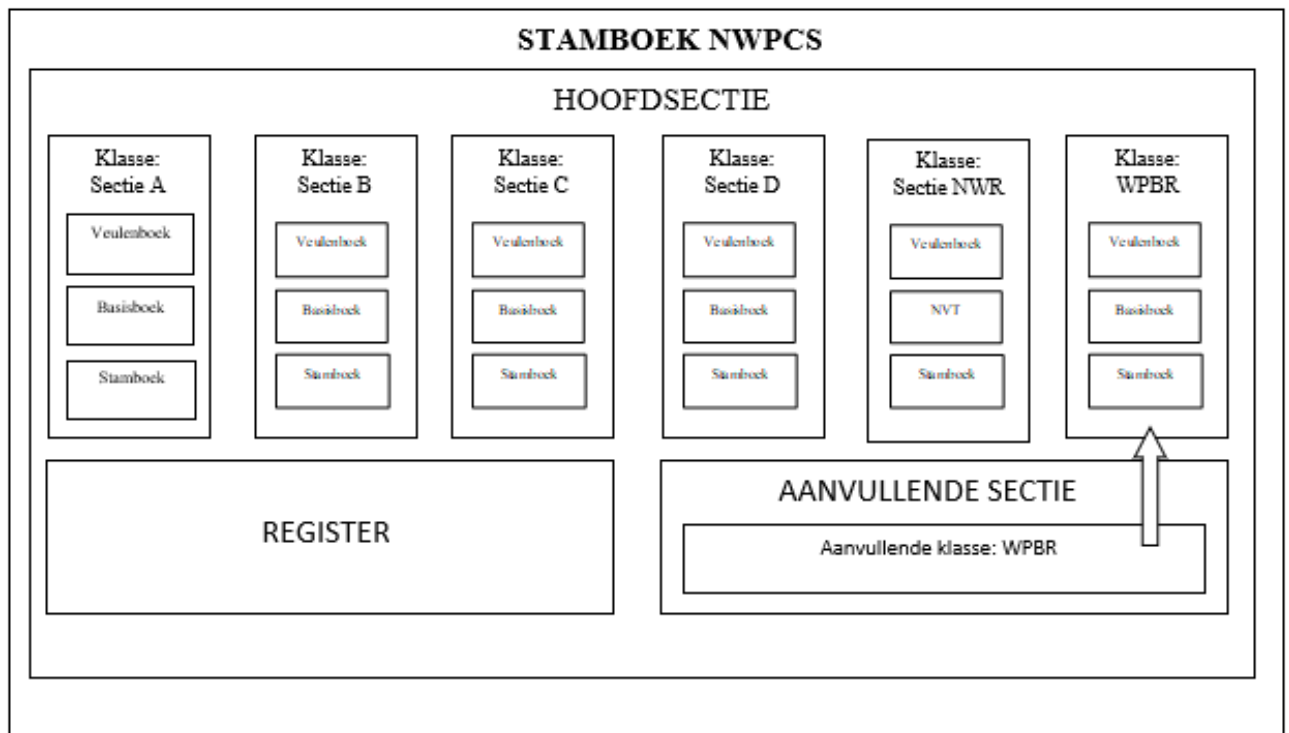 STAMBOEK NWPCS
HOOFDSECTIE
Klasse:
Sectie A
Veulenboek
Basisboek
Stamboek
Klasse:
Sectie B
Veulenboek
Basisboek
Stamboek
Klasse:
Sectie C
Veulenboek
Basisboek
Stamboek
Klasse:
Sectie D
Veulenboek
Basisboek
Stamboek
Klasse:
Sectie NWR
Veulenboek
NVT
Stamboek
Klasse:
WPBR
Veulenboek
Basisboek
Stamboek
REGISTER
AANVULLENDE SECTIE
Aanvullende klasse: WPBR